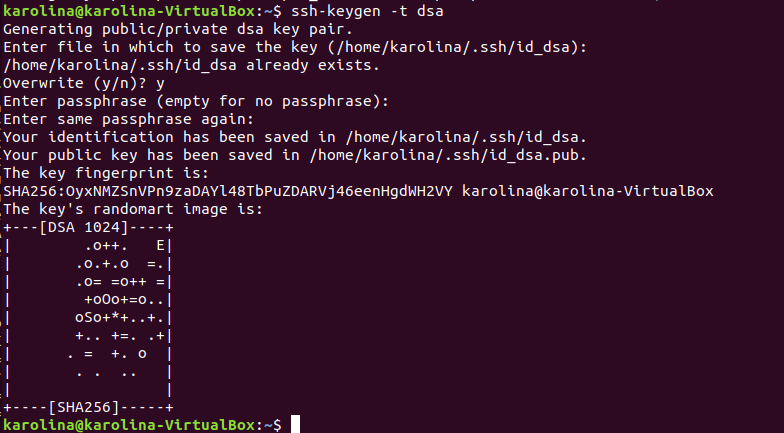 karolina@karolina-VirtualBox:~$ ssh-keygen -t dsa
Generating public/private dsa key pair.
Enter file in which to save the key (/home/karolina/.ssh/id_dsa):
/home/karolina/.ssh/id_dsa already exists.
Overwrite (y/n)? y
Enter passphrase (empty for no passphrase):
Enter same passphrase again:
Your identification has been saved in /home/karolina/.ssh/id_dsa.
Your public key has been saved in /home/karolina/.ssh/id_dsa.pub.
The key fingerprint is:
SHA256:OyxNMZSnVPn9zaDAYl48TbPuZDARVj46eenHgdWH2VY karolina@karolina-VirtualBox
The key's randomart image is:
+---[DSA 1024]----+
|        .o++.   E|
|       .o.+.o  =.|
|       .o= =o++ =|
|        +oOo+=o..|
|       oSo+*+..+.|
|       +.. +=. .+|
|      . =  +. o  |
|       . .  ..   |
|                 |
+----[SHA256]-----+
karolina@karolina-VirtualBox:~$